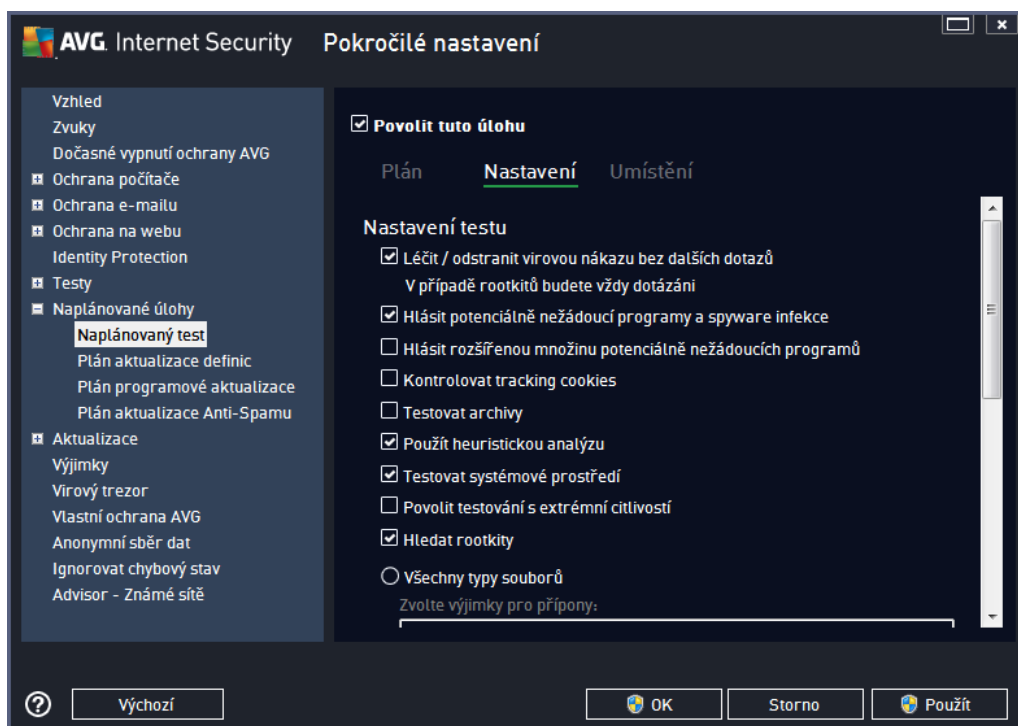 AVG. Internet Security Pokročilé nastavení
Vzhled
Zvuky
Dočasné vypnutí ochrany AVG
Ochrana počítače
Ochrana e-mailu
Ochrana na webu
Identity Protection
Testy
Naplánované úlohy
Naplánovaný test
Plán aktualizace definic
Plán programové aktualizace
Plán aktualizace Anti-Spamu
Aktualizace
Výjimky
Virový trezor
Vlastní ochrana AVG
Anonymní sběr dat
Ignorovat chybový stav
Advisor - Známé sítě
Povolit tuto úlohu
Plán Nastavení Umístění
Nastavení testu
Léčit / odstranit virovou nákazu bez dalších dotazů
V případě rootkitů budete vždy dotázáni
Hlásit potenciálně nežádoucí programy a spyware infekce
Hlásit rozšířenou množinu potenciálně nežádoucích programů
Kontrolovat tracking cookies
Testovat archivy
Použít heuristickou analýzu
Testovat systémové prostředí
Povolit testování s extrémní citlivostí
Hledat rootkity
Všechny typy souborů
Zvolte výjimky pro přípony:
? Výchozí OK Storno Použít